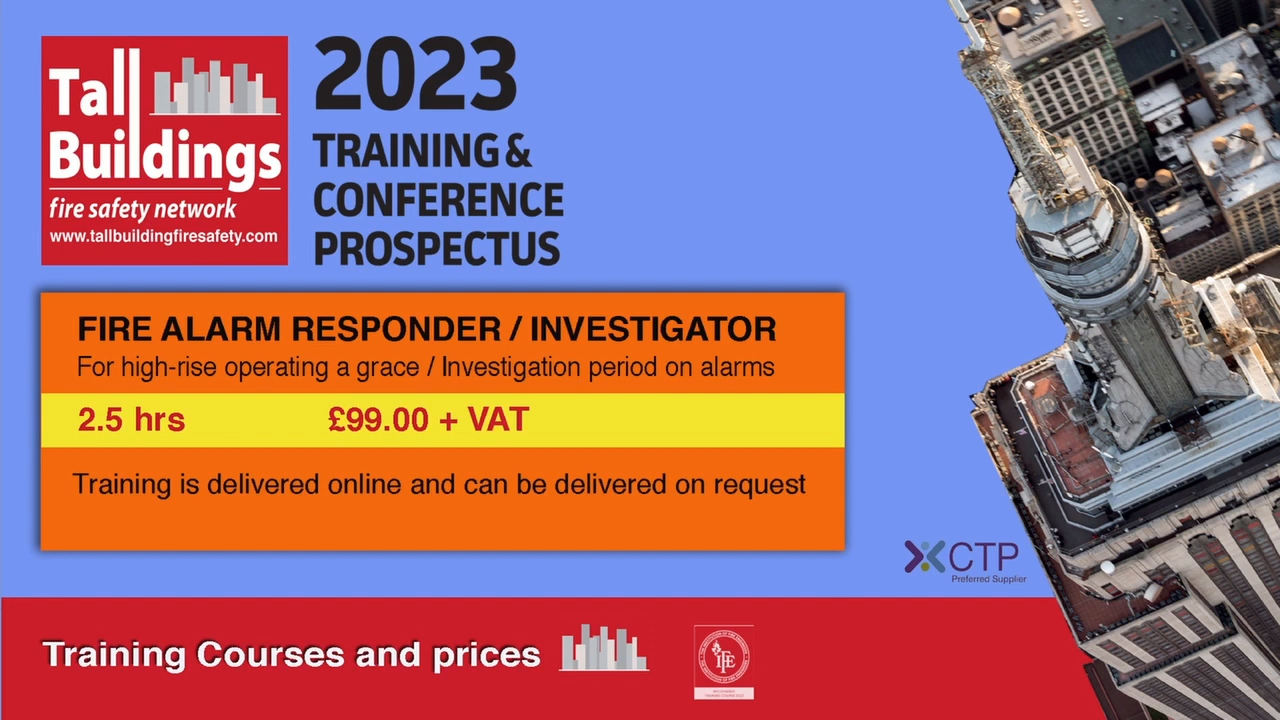 Tall
Buildings
fire safety network
www.tallbuildingfiresafety.com
2023
TRAINING &
CONFERENCE
PROSPECTUS
FIRE ALARM RESPONDER / INVESTIGATOR
For high-rise operating a grace / Investigation period on alarms
2.5 hrs £99.00 + VAT
Training is delivered online and can be delivered on request
CTP
Preferred Supplier
Training Courses and prices
IFE